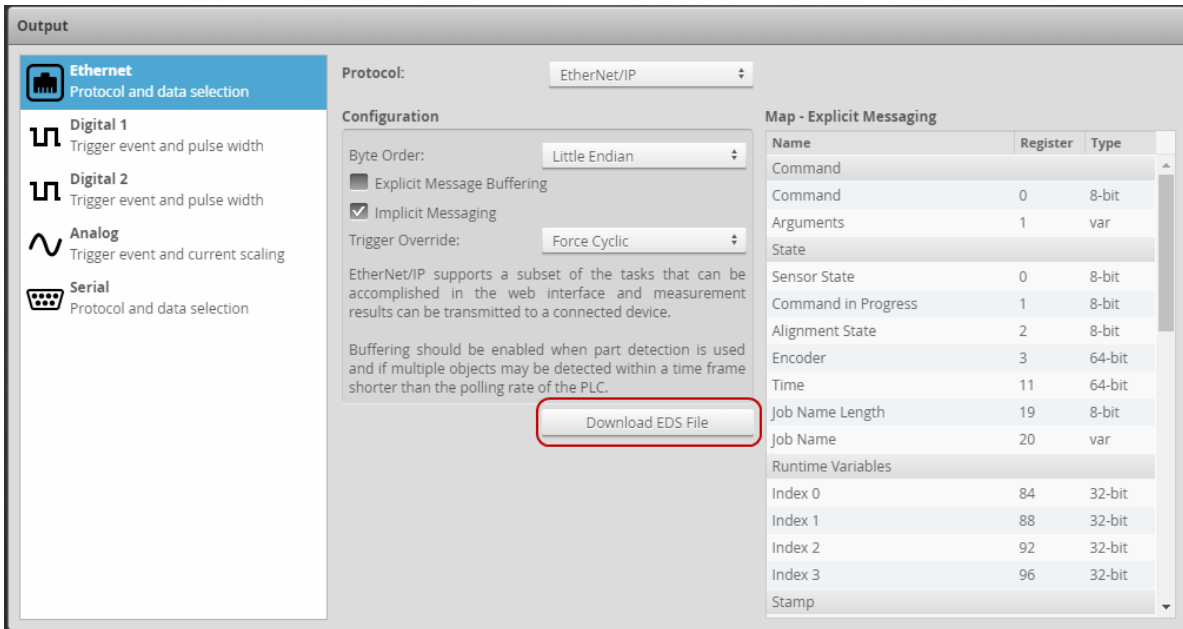 Output
Ethernet
Protocol and data selection
Digital 1
Trigger event and pulse width
Digital 2
Trigger event and pulse width
Analog
Trigger event and current scaling
Serial
Protocol and data selection
Protocol: EtherNet/IP
Configuration
Byte Order: Little Endian
Explicit Message Buffering
Implicit Messaging
Trigger Override: Force Cyclic
EtherNet/IP supports a subset of the tasks that can be
accomplished in the web interface and measurement
results can be transmitted to a connected device.
Buffering should be enabled when part detection is used
and if multiple objects may be detected within a time frame
shorter than the polling rate of the PLC.
Download EDS File
Map - Explicit Messaging
Name Register Type
Command
Command 0 8-bit
Arguments 1 var
State
Sensor State 0 8-bit
Command in Progress 1 8-bit
Alignment State 2 8-bit
Encoder 3 64-bit
Time 11 64-bit
Job Name Length 19 8-bit
Job Name 20 var
Runtime Variables
Index 0 84 32-bit
Index 1 88 32-bit
Index 2 92 32-bit
Index 3 96 32-bit
Stamp